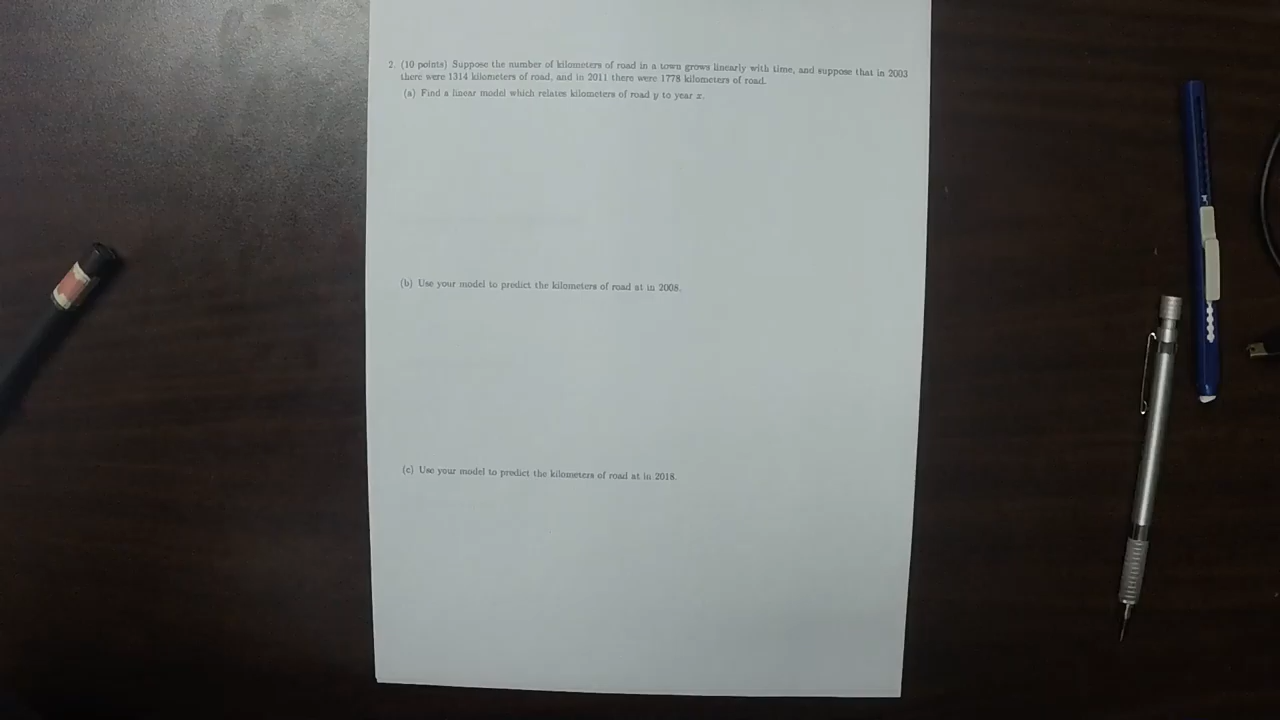 2. (10 points) Suppose the number of kilometers of road in a town grows linearly with time, and suppose that in 2003
there were 1314 kilometers of road, and in 2011 there were 1778 kilometers of road.
(a) Find a linear model which relates kilometers of road y to year x.
(b) Use your model to predict the kilometers of road at in 2008.
(c) Use your model to predict the kilometers of road at in 2018.